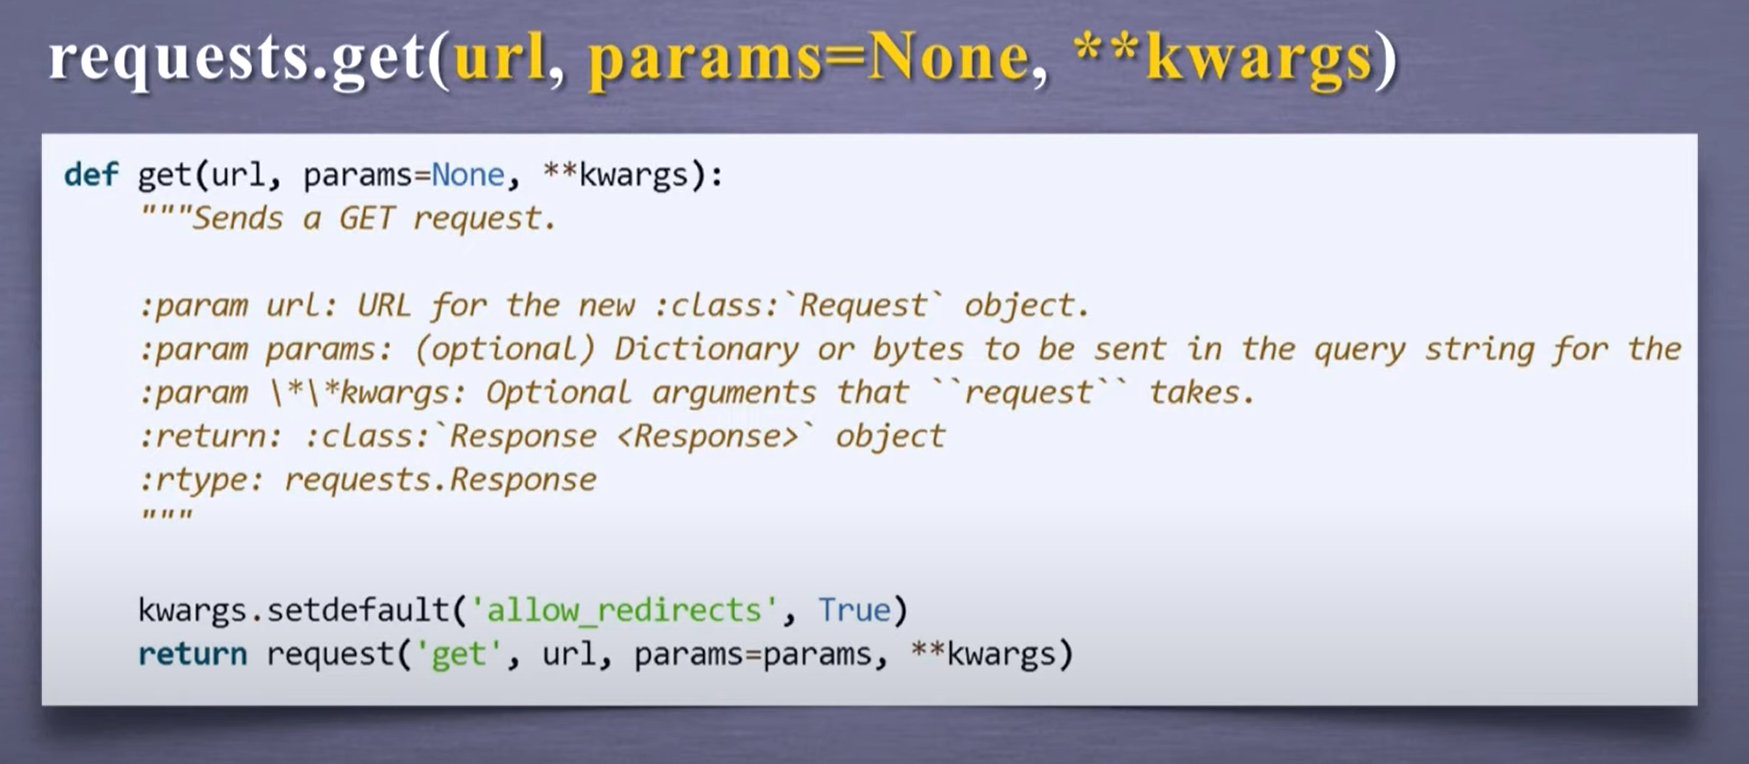 requests.get(url, params=None, **kwargs)
def get(url, params=None, **kwargs):
"""Sends a GET request.
:param url: URL for the new :class:`Request` object.
:param params: (optional) Dictionary or bytes to be sent in the query string for the
:param \*\*kwargs: Optional arguments that ``request`` takes.
:return: :class:`Response <Response>` object
:rtype: requests.Response
"""
kwargs.setdefault('allow_redirects', True)
return request('get', url, params=params, **kwargs)